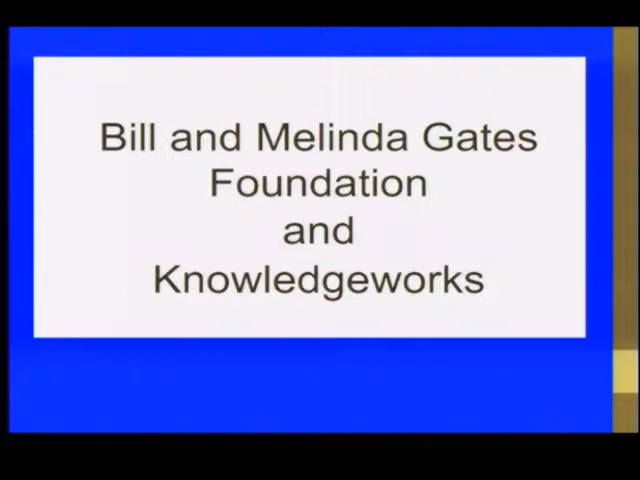 Bill and Melinda Gates
Foundation
and
Knowledgeworks